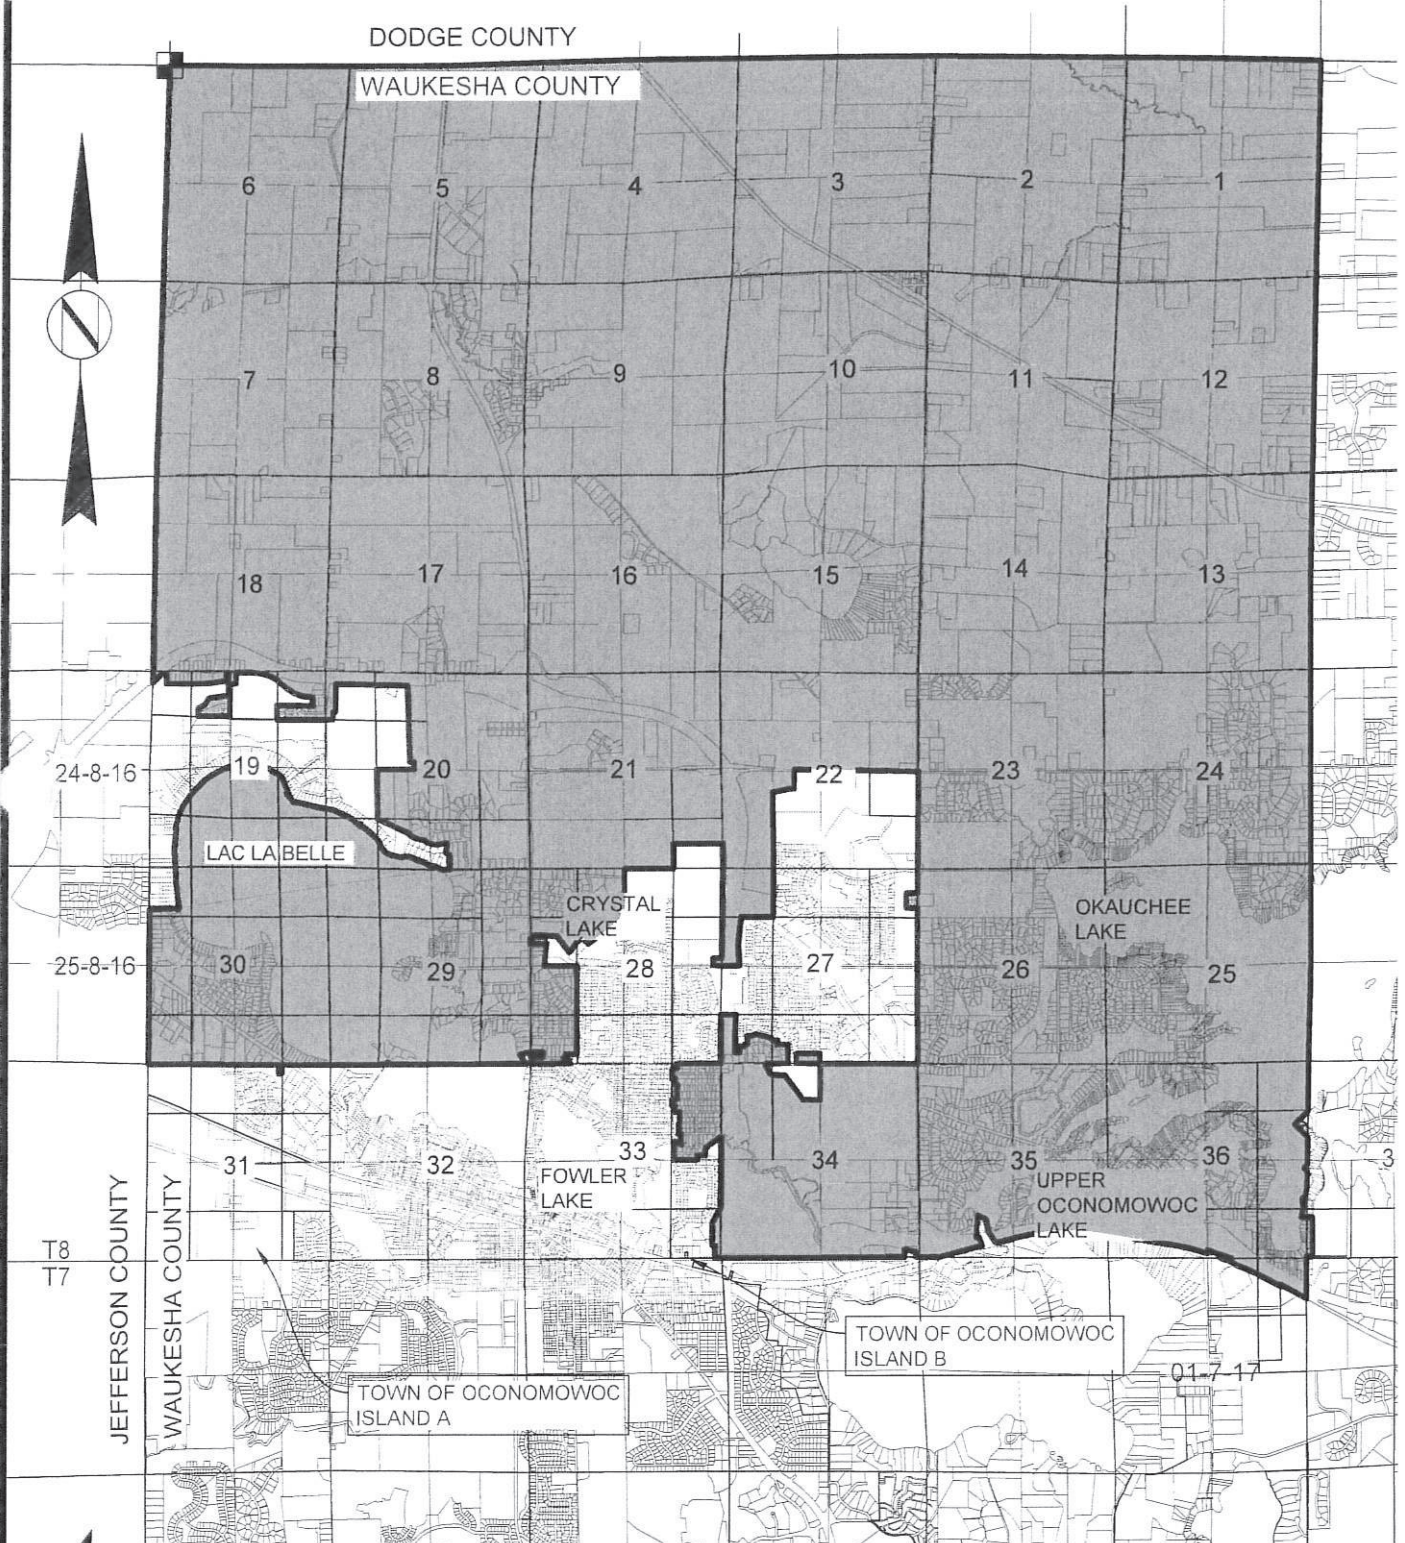 DODGE COUNTY
WAUKESHA COUNTY
6
5
4
3
2
1
7
8
9
10
11
12
18
17
16
15
14
13
24-8-16
19
20
21
22
23
24
LAC LA BELLE
CRYSTAL
LAKE
OKAUCHEE
LAKE
25-8-16
30
29
28
27
26
25
31
32
33
34
35
36
3
FOWLER
LAKE
UPPER
OCONOMOWOC
LAKE
T8
T7
JEFFERSON COUNTY
WAUKESHA COUNTY
TOWN OF OCONOMOWOC
ISLAND B
01-7-17
TOWN OF OCONOMOWOC
ISLAND A